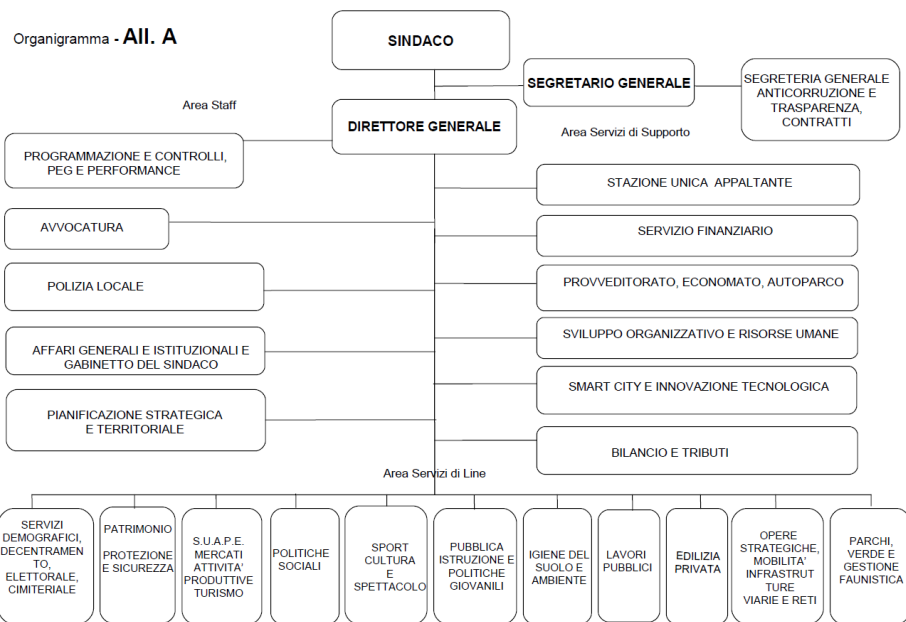 Organigramma - All. A
SINDACO
SEGRETARIO GENERALE
SEGRETERIA GENERALE
ANTICORRUZIONE E
TRASPARENZA,
CONTRATTI
Area Staff
DIRETTORE GENERALE
Area Servizi di Supporto
PROGRAMMAZIONE E CONTROLLI,
PEG E PERFORMANCE
AVVOCATURA
POLIZIA LOCALE
AFFARI GENERALI E ISTITUZIONALI E
GABINETTO DEL SINDACO
PIANIFICAZIONE STRATEGICA
E TERRITORIALE
STAZIONE UNICA APPALTANTE
SERVIZIO FINANZIARIO
PROVVEDITORATO, ECONOMATO, AUTOPARCO
SVILUPPO ORGANIZZATIVO E RISORSE UMANE
SMART CITY E INNOVAZIONE TECNOLOGICA
BILANCIO E TRIBUTI
Area Servizi di Line
SERVIZI
DEMOGRAFICI,
DECENTRAMEN
TO,
ELETTORALE,
CIMITERIALE
PATRIMONIO
PROTEZIONE
E SICUREZZA
S.U.A.P.E.
MERCATI
ATTIVITA'
PRODUTTIVE
TURISMO
POLITICHE
SOCIALI
SPORT
CULTURA
E
SPETTACOLO
PUBBLICA
ISTRUZIONE E
POLITICHE
GIOVANILI
IGIENE DEL
SUOLO E
AMBIENTE
LAVORI
PUBBLICI
EDILIZIA
PRIVATA
OPERE
STRATEGICHE,
MOBILITA'
INFRASTRUT
TURE
VIARIE E RETI
PARCHI,
VERDE E
GESTIONE
FAUNISTICA